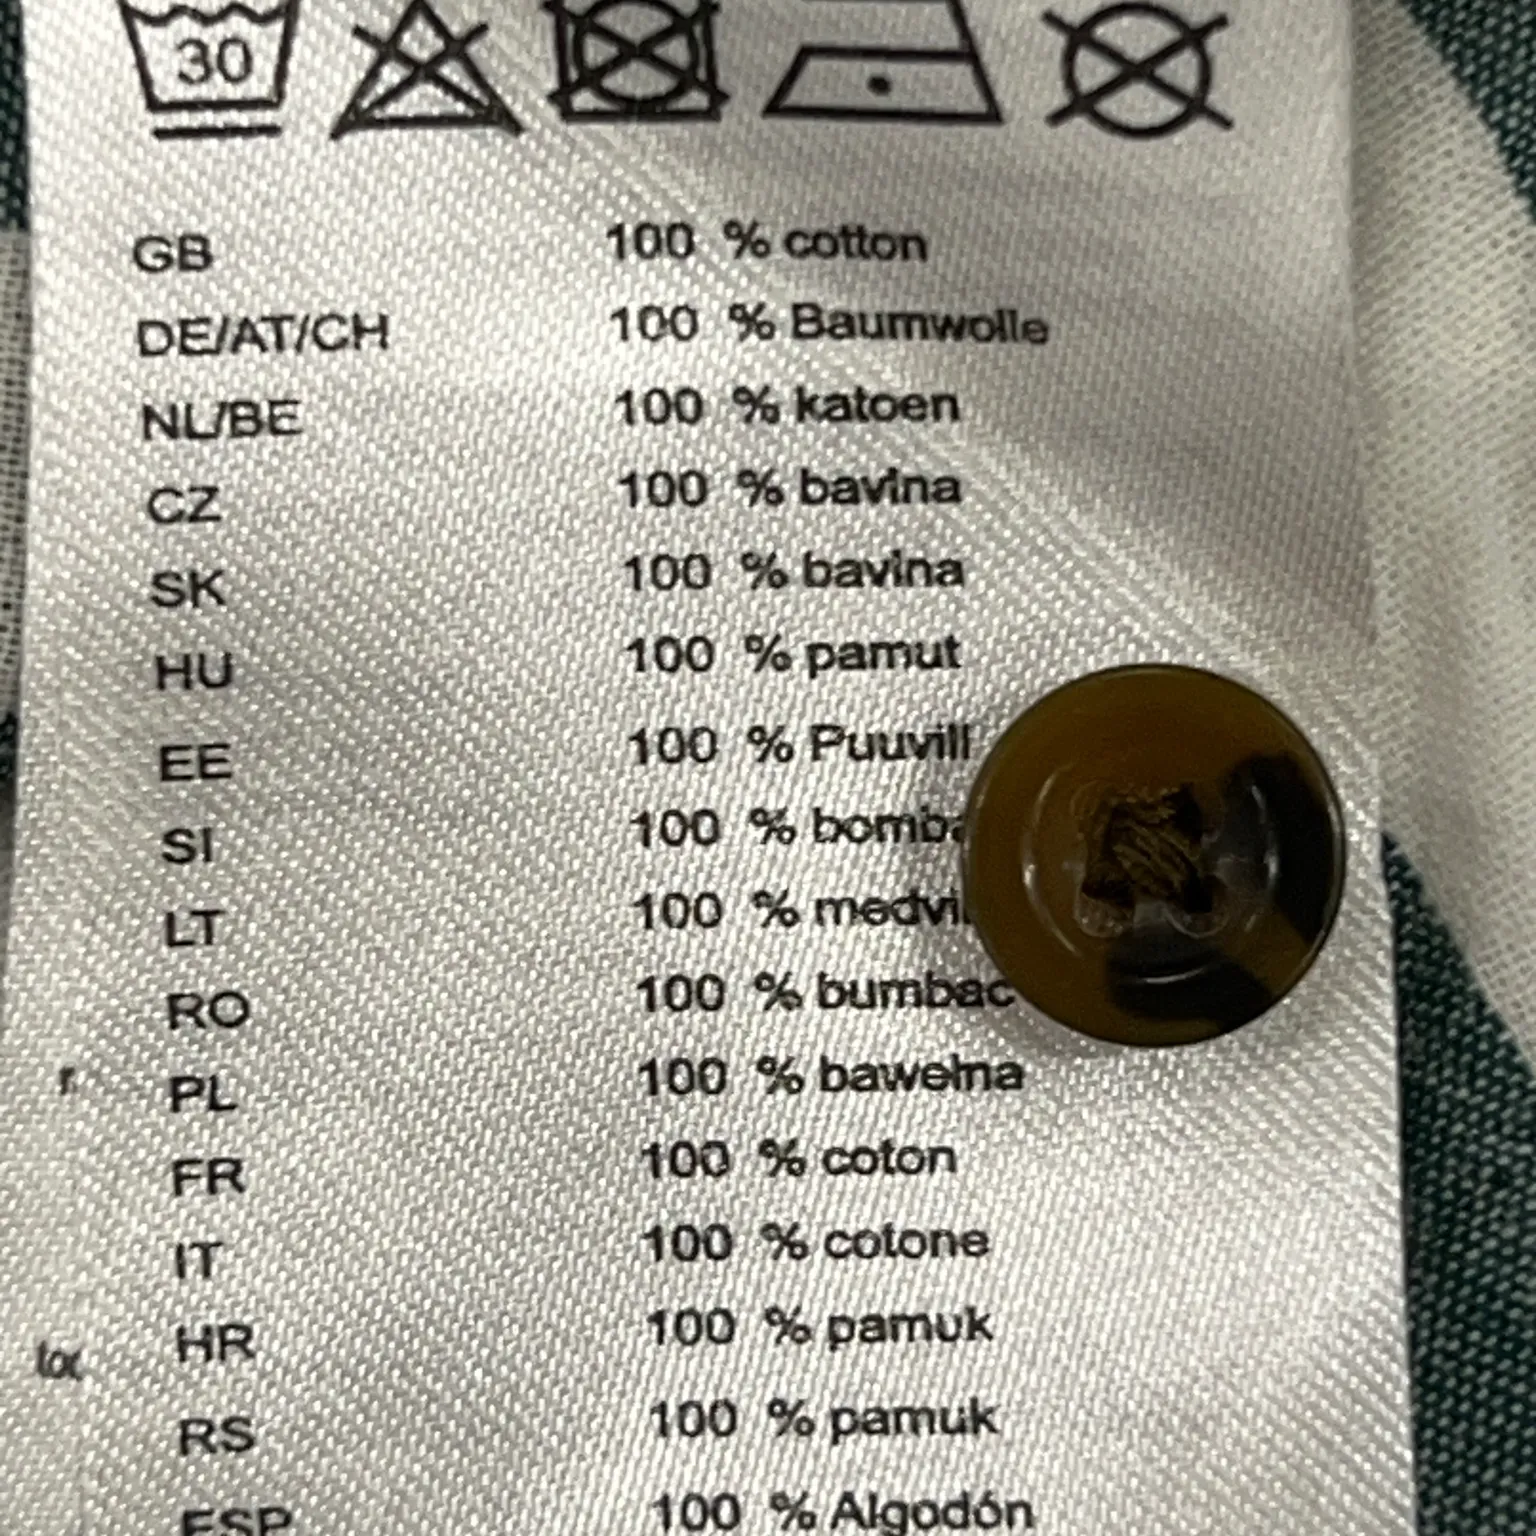 30
GB 100 % cotton
DE/AT/CH 100 % Baumwolle
NL/BE 100 % katoen
CZ 100 % bavlna
SK 100 % bavlna
HU 100 % pamut
EE 100 % Puuvill
SI 100 %
LT 100 %
RO 100 % bumbac
PL 100 % bawełna
FR 100 % coton
IT 100 % cotone
HR 100 % pamuk
RS 100 % pamuk
ESP 100 % Algodón